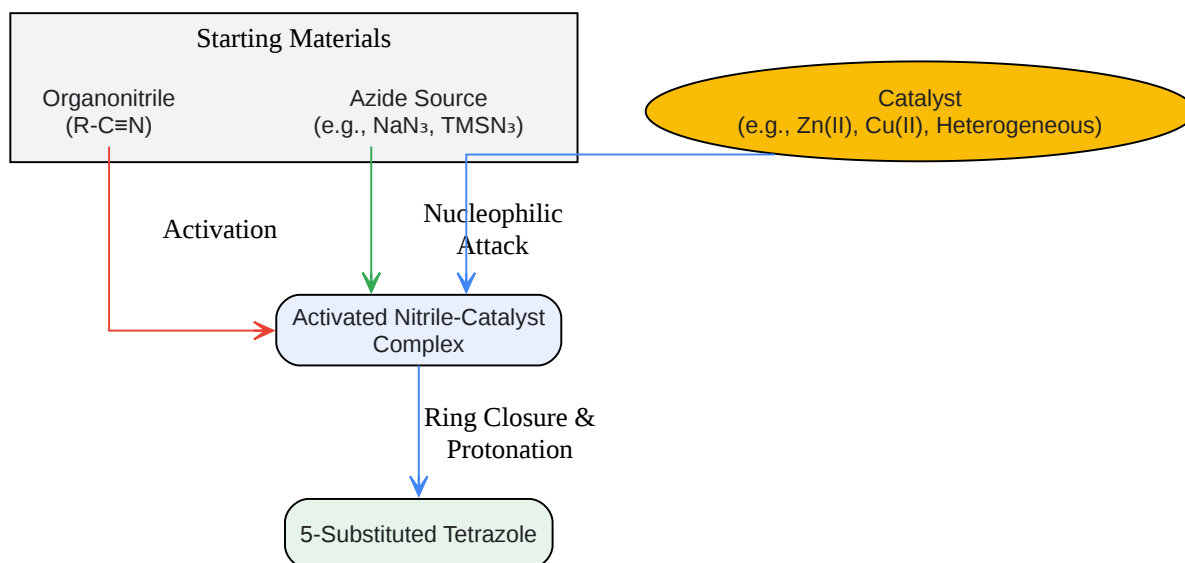 Starting Materials
Organonitrile
(R-C≡N)
Azide Source
(e.g., NaN₃, TMSN₃)
Catalyst
(e.g., Zn(II), Cu(II), Heterogeneous)
Activation
Nucleophilic
Attack
Activated Nitrile-Catalyst
Complex
Ring Closure &
Protonation
5-Substituted Tetrazole